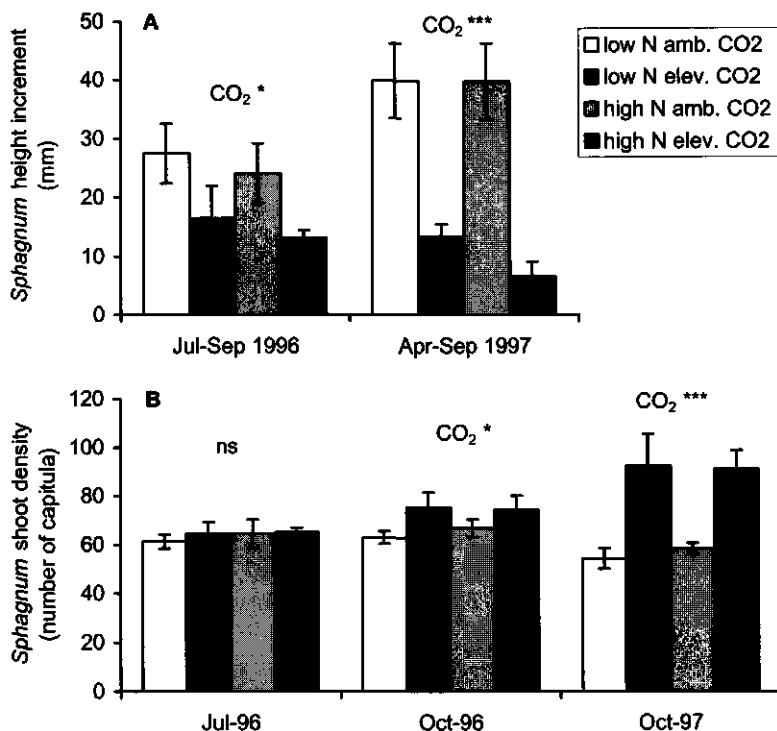 A
CO2 *
CO2 ***
low N amb. CO2
low N elev. CO2
high N amb. CO2
high N elev. CO2
Sphagnum height increment
(mm)
50
40
30
20
10
0
Jul-Sep 1996
Apr-Sep 1997
B
ns
CO2 *
CO2 ***
Sphagnum shoot density
(number of capitula)
120
100
80
60
40
20
0
Jul-96
Oct-96
Oct-97